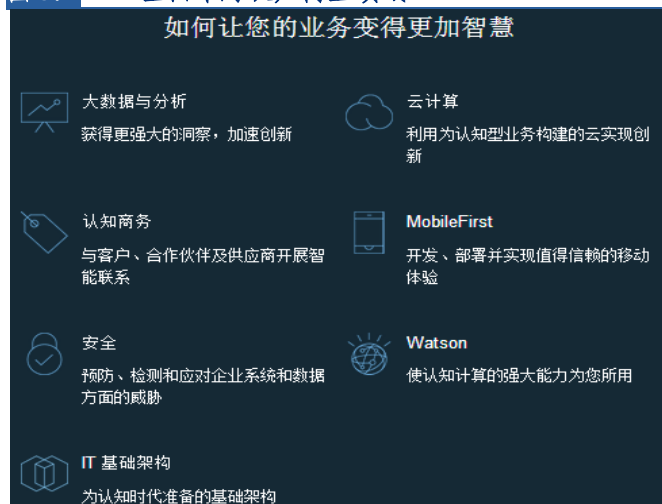 如何让您的业务变得更加智慧
大数据与分析
获得更强大的洞察，加速创新
云计算
利用为认知型业务构建的云实现创
新
认知商务
与客户、合作伙伴及供应商开展智
能联系
MobileFirst
开发、部署并实现值得信赖的移动
体验
安全
预防、检测和应对企业系统和数据
方面的威胁
Watson
使认知计算的强大能力为您所用
IT 基础架构
为认知时代准备的基础架构